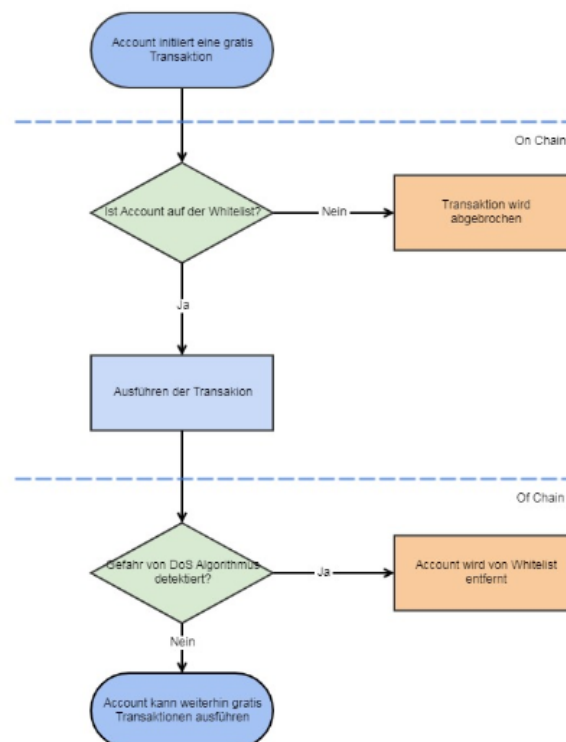 Account initiiert eine gratis
Transaktion
On Chain
Ist Account auf der Whitelist?
Nein
Transaktion wird
abgebrochen
Ja
Ausführen der Transakion
Of Chain
Gefahr von DoS Algorithmus
detektiert?
Ja
Account wird von Whitelist
entfernt
Nein
Account kann weiterhin gratis
Transaktionen ausführen